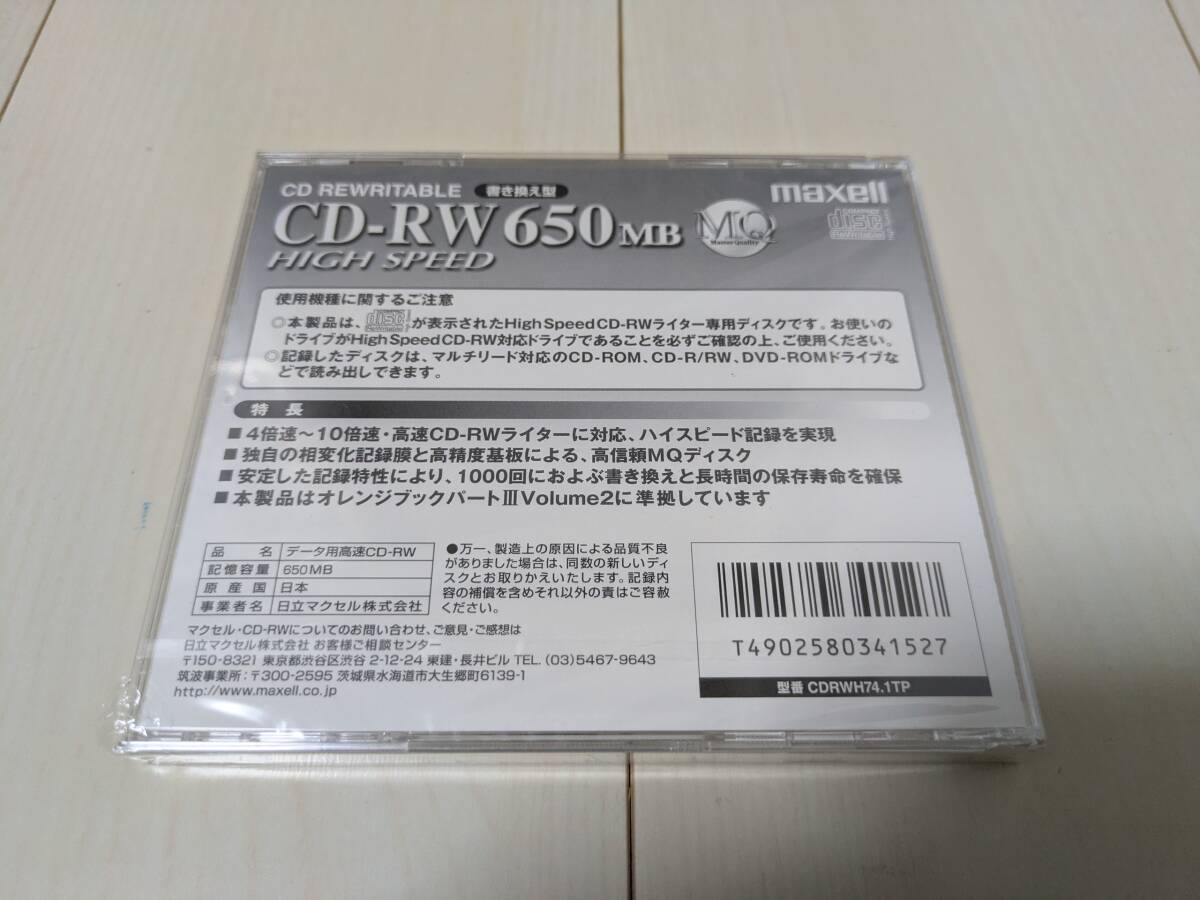 CD REWRITABLE 書き換え型
maxell
CD-RW 650MB
MQ
Master Quality
COMPACT
disc
ReWritable
High Speed
HIGH SPEED
使用機種に関するご注意
◎本製品は、disc ReWritableが表示されたHigh Speed CD-RWライター専用ディスクです。お使いの
ドライブがHigh Speed CD-RW対応ドライブであることを必ずご確認の上、ご使用ください。
◎記録したディスクは、マルチリード対応のCD-ROM、CD-R/RW、DVD-ROMドライブな
どで読み出しできます。
特 長
■4倍速〜10倍速・高速CD-RWライターに対応、ハイスピード記録を実現
■独自の相変化記録膜と高精度基板による、高信頼MQディスク
■安定した記録特性により、1000回におよぶ書き換えと長時間の保存寿命を確保
■本製品はオレンジブックパートⅢVolume2に準拠しています
品 名 データ用高速CD-RW
記憶容量 650MB
原 産 国 日本
事業者名 日立マクセル株式会社
●万一、製造上の原因による品質不良
がありました場合は、同数の新しいディ
スクとお取りかえいたします。記録内
容の補償を含めそれ以外の責はご容赦
ください。
マクセル・CD-RWについてのお問い合わせ、ご意見・ご感想は
日立マクセル株式会社 お客様ご相談センター
〒150-8321 東京都渋谷区渋谷 2-12-24 東建・長井ビル TEL. (03)5467-9643
筑波事業所：〒300-2595 茨城県水海道市大生郷町6139-1
http://www.maxell.co.jp
T4902580341527
型番 CDRWH74.1TP